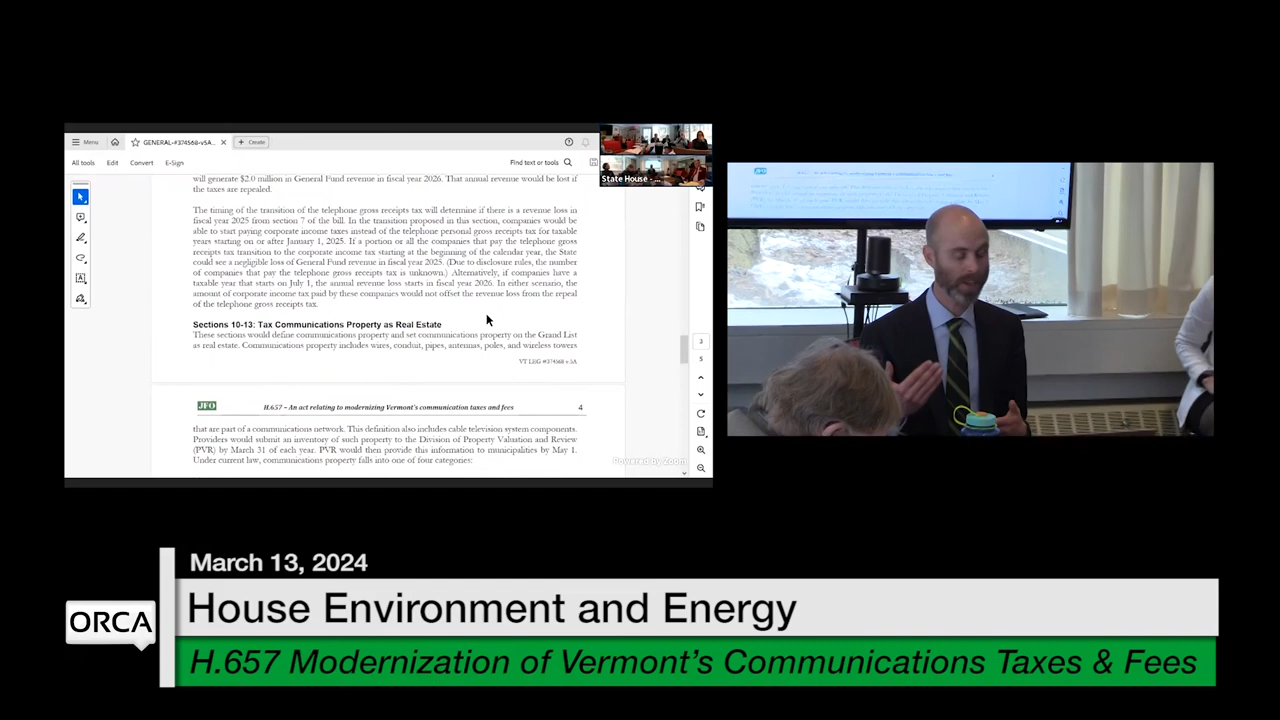 Menu
GENERAL-#374568-v5A...
Create
All tools
Edit
Convert
E-Sign
Find text or tools
State House - ...
will generate $2.0 million in General Fund revenue in fiscal year 2026. That annual revenue would be lost if
the taxes are repealed.
The timing of the transition of the telephone gross receipts tax will determine if there is a revenue loss in
fiscal year 2025 from section 7 of the bill. In the transition proposed in this section, companies would be
able to start paying corporate income taxes instead of the telephone personal gross receipts tax for taxable
years starting on or after January 1, 2025. If a portion or all the companies that pay the telephone gross
receipts tax transition to the corporate income tax starting at the beginning of the calendar year, the State
could see a negligible loss of General Fund revenue in fiscal year 2025. (Due to disclosure rules, the number
of companies that pay the telephone gross receipts tax is unknown.) Alternatively, if companies have a
taxable year that starts on July 1, the annual revenue loss starts in fiscal year 2026. In either scenario, the
amount of corporate income tax paid by these companies would not offset the revenue loss from the repeal
of the telephone gross receipts tax.
Sections 10-13: Tax Communications Property as Real Estate
These sections would define communications property and set communications property on the Grand List
as real estate. Communications property includes wires, conduit, pipes, antennas, poles, and wireless towers
VT LEG #374568 v.5A
3
5
JFO
H.657 – An act relating to modernizing Vermont's communication taxes and fees
4
that are part of a communications network. This definition also includes cable television system components.
Providers would submit an inventory of such property to the Division of Property Valuation and Review
(PVR) by March 31 of each year. PVR would then provide this information to municipalities by May 1.
Under current law, communications property falls into one of four categories:
Powered by Zoom
March 13, 2024
House Environment and Energy
ORCA
H.657 Modernization of Vermont's Communications Taxes & Fees